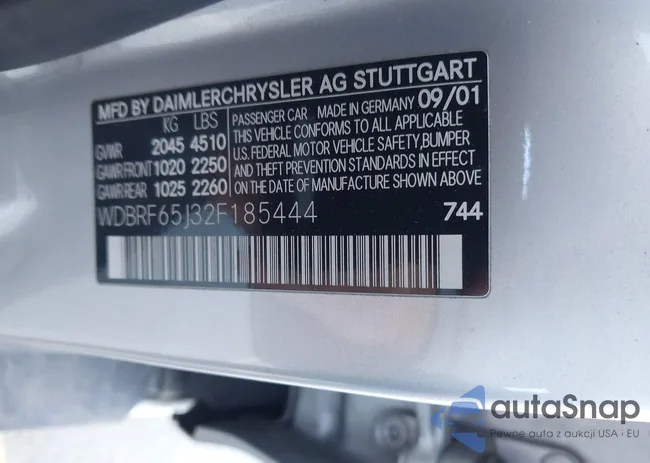 MFD BY DAIMLERCHRYSLER AG STUTTGART
KG LBS
GVWR 2045 4510
GAWR FRONT 1020 2250
GAWR REAR 1025 2260
PASSENGER CAR MADE IN GERMANY 09/01
THIS VEHICLE CONFORMS TO ALL APPLICABLE
U.S. FEDERAL MOTOR VEHICLE SAFETY, BUMPER
AND THEFT PREVENTION STANDARDS IN EFFECT
ON THE DATE OF MANUFACTURE SHOWN ABOVE
WDBRF65J32F185444 744
autaSnap
Pewne auta z aukcji USA i EU